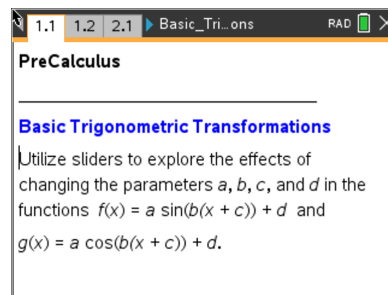 1.1 1.2 2.1 Basic_Tri…ons RAD
PreCalculus
Basic Trigonometric Transformations
Utilize sliders to explore the effects of
changing the parameters a, b, c, and d in the
functions f(x) = a sin(b(x + c)) + d and
g(x) = a cos(b(x + c)) + d.